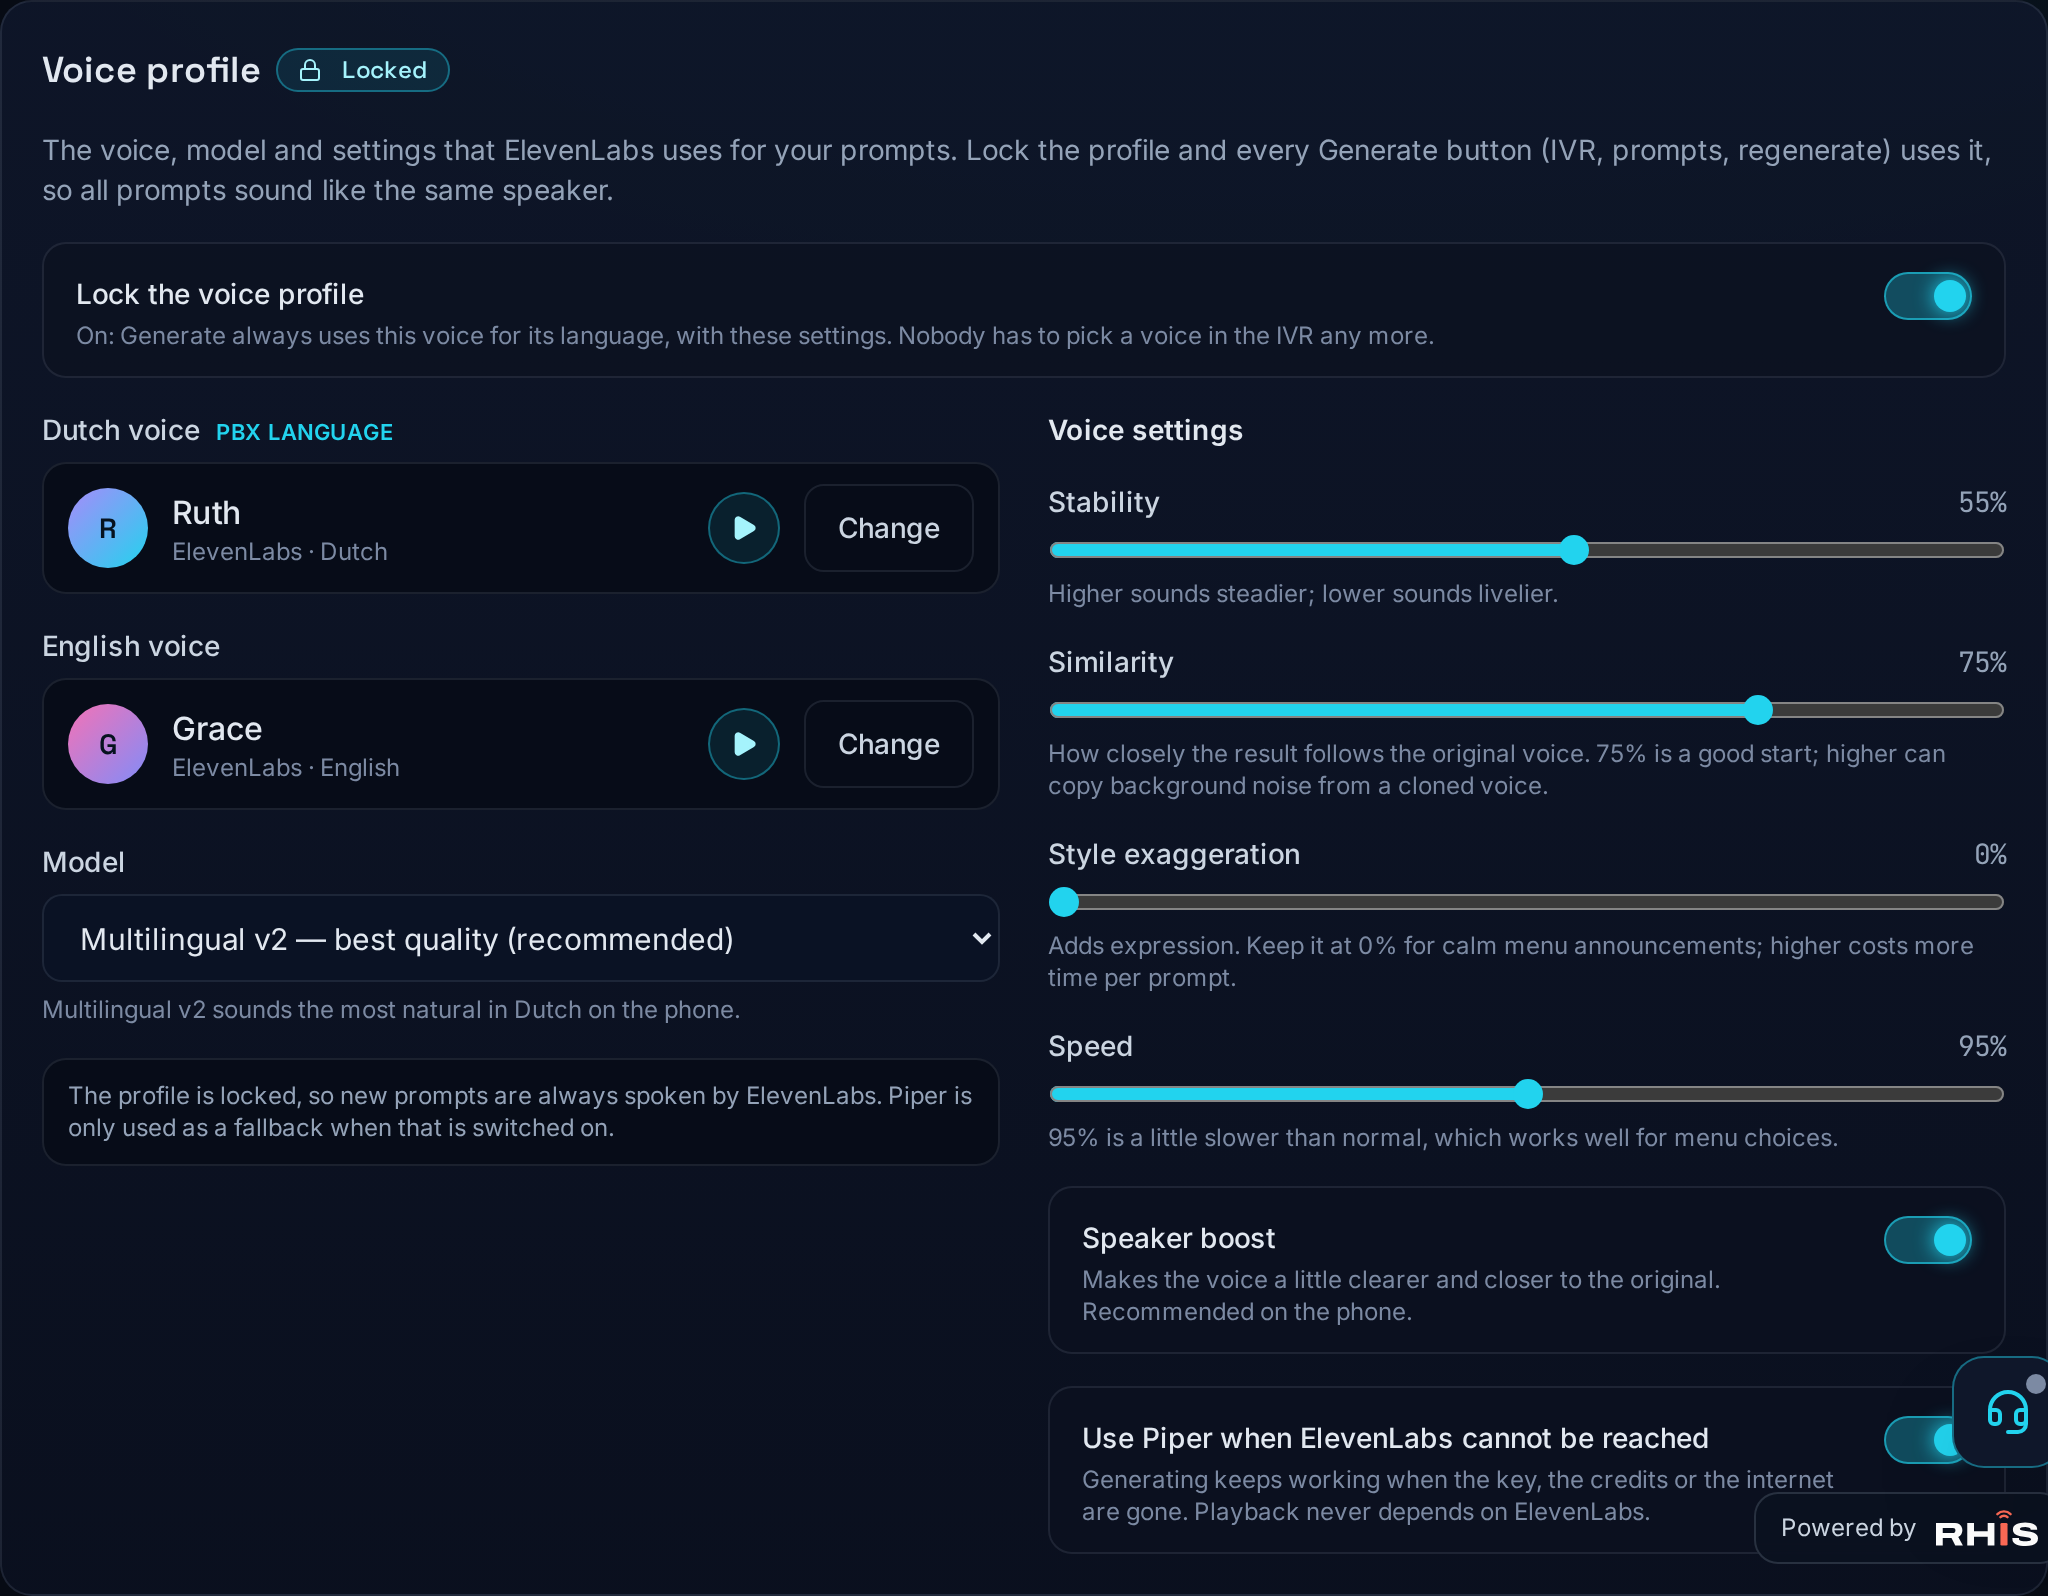 Voice profile
Locked
The voice, model and settings that ElevenLabs uses for your prompts. Lock the profile and every Generate button (IVR, prompts, regenerate) uses it,
so all prompts sound like the same speaker.
Lock the voice profile
On: Generate always uses this voice for its language, with these settings. Nobody has to pick a voice in the IVR any more.
Dutch voice PBX LANGUAGE
R
Ruth
ElevenLabs · Dutch
Change
English voice
G
Grace
ElevenLabs · English
Change
Model
Multilingual v2 — best quality (recommended)
Multilingual v2 sounds the most natural in Dutch on the phone.
The profile is locked, so new prompts are always spoken by ElevenLabs. Piper is
only used as a fallback when that is switched on.
Voice settings
Stability 55%
Higher sounds steadier; lower sounds livelier.
Similarity 75%
How closely the result follows the original voice. 75% is a good start; higher can
copy background noise from a cloned voice.
Style exaggeration 0%
Adds expression. Keep it at 0% for calm menu announcements; higher costs more
time per prompt.
Speed 95%
95% is a little slower than normal, which works well for menu choices.
Speaker boost
Makes the voice a little clearer and closer to the original.
Recommended on the phone.
Use Piper when ElevenLabs cannot be reached
Generating keeps working when the key, the credits or the internet
are gone. Playback never depends on ElevenLabs.
Powered by RHiS